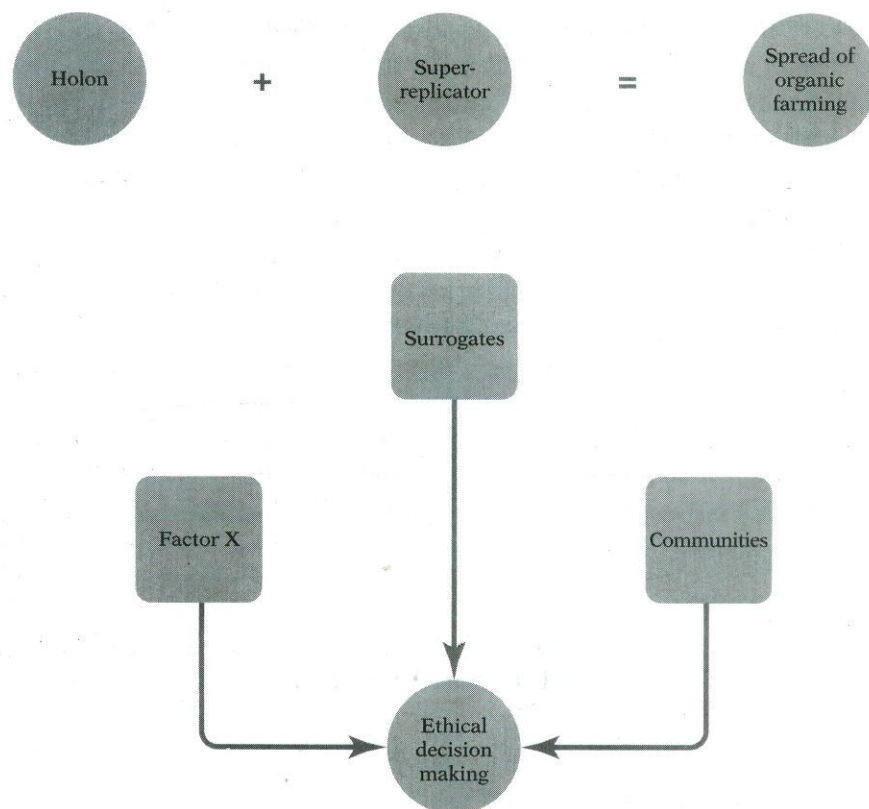 Holon
+
Super-
replicator
=
Spread of
organic
farming
Surrogates
Factor X
Communities
Ethical
decision
making